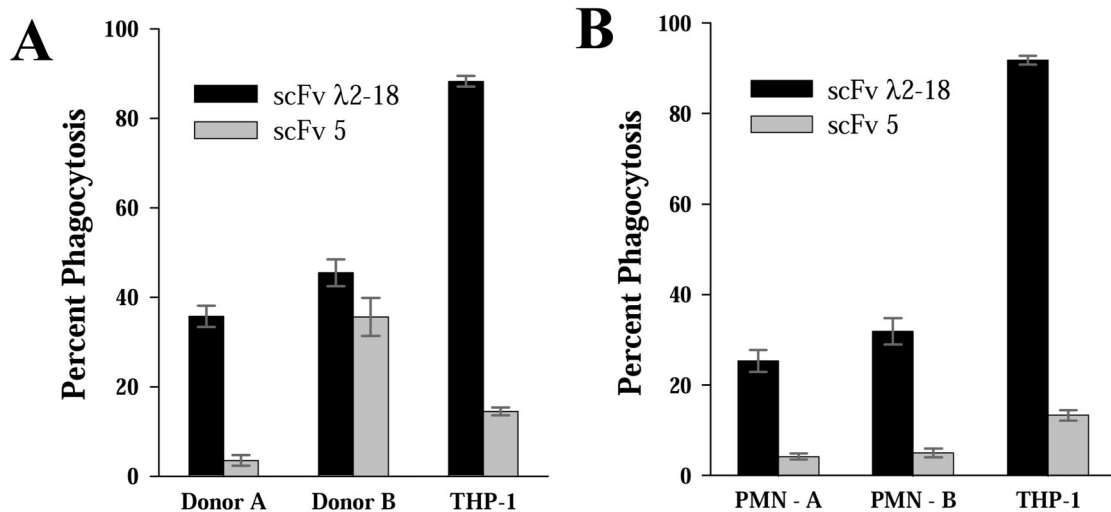 A
Percent Phagocytosis
100
80
60
40
20
0
scFv λ2-18
scFv 5
Donor A
Donor B
THP-1
B
Percent Phagocytosis
100
80
60
40
20
0
scFv λ2-18
scFv 5
PMN - A
PMN - B
THP-1